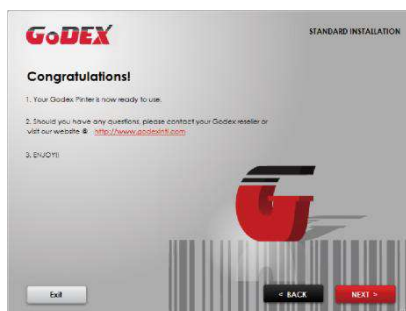 GoDEX
STANDARD INSTALLATION
Congratulations!
1. Your Godex Pinter is now ready to use.
2. Should you have any questions, please contact your Godex reseller or
visit our website @ http://www.godexintl.com
3. ENJOY!!
Exit
< BACK
NEXT >